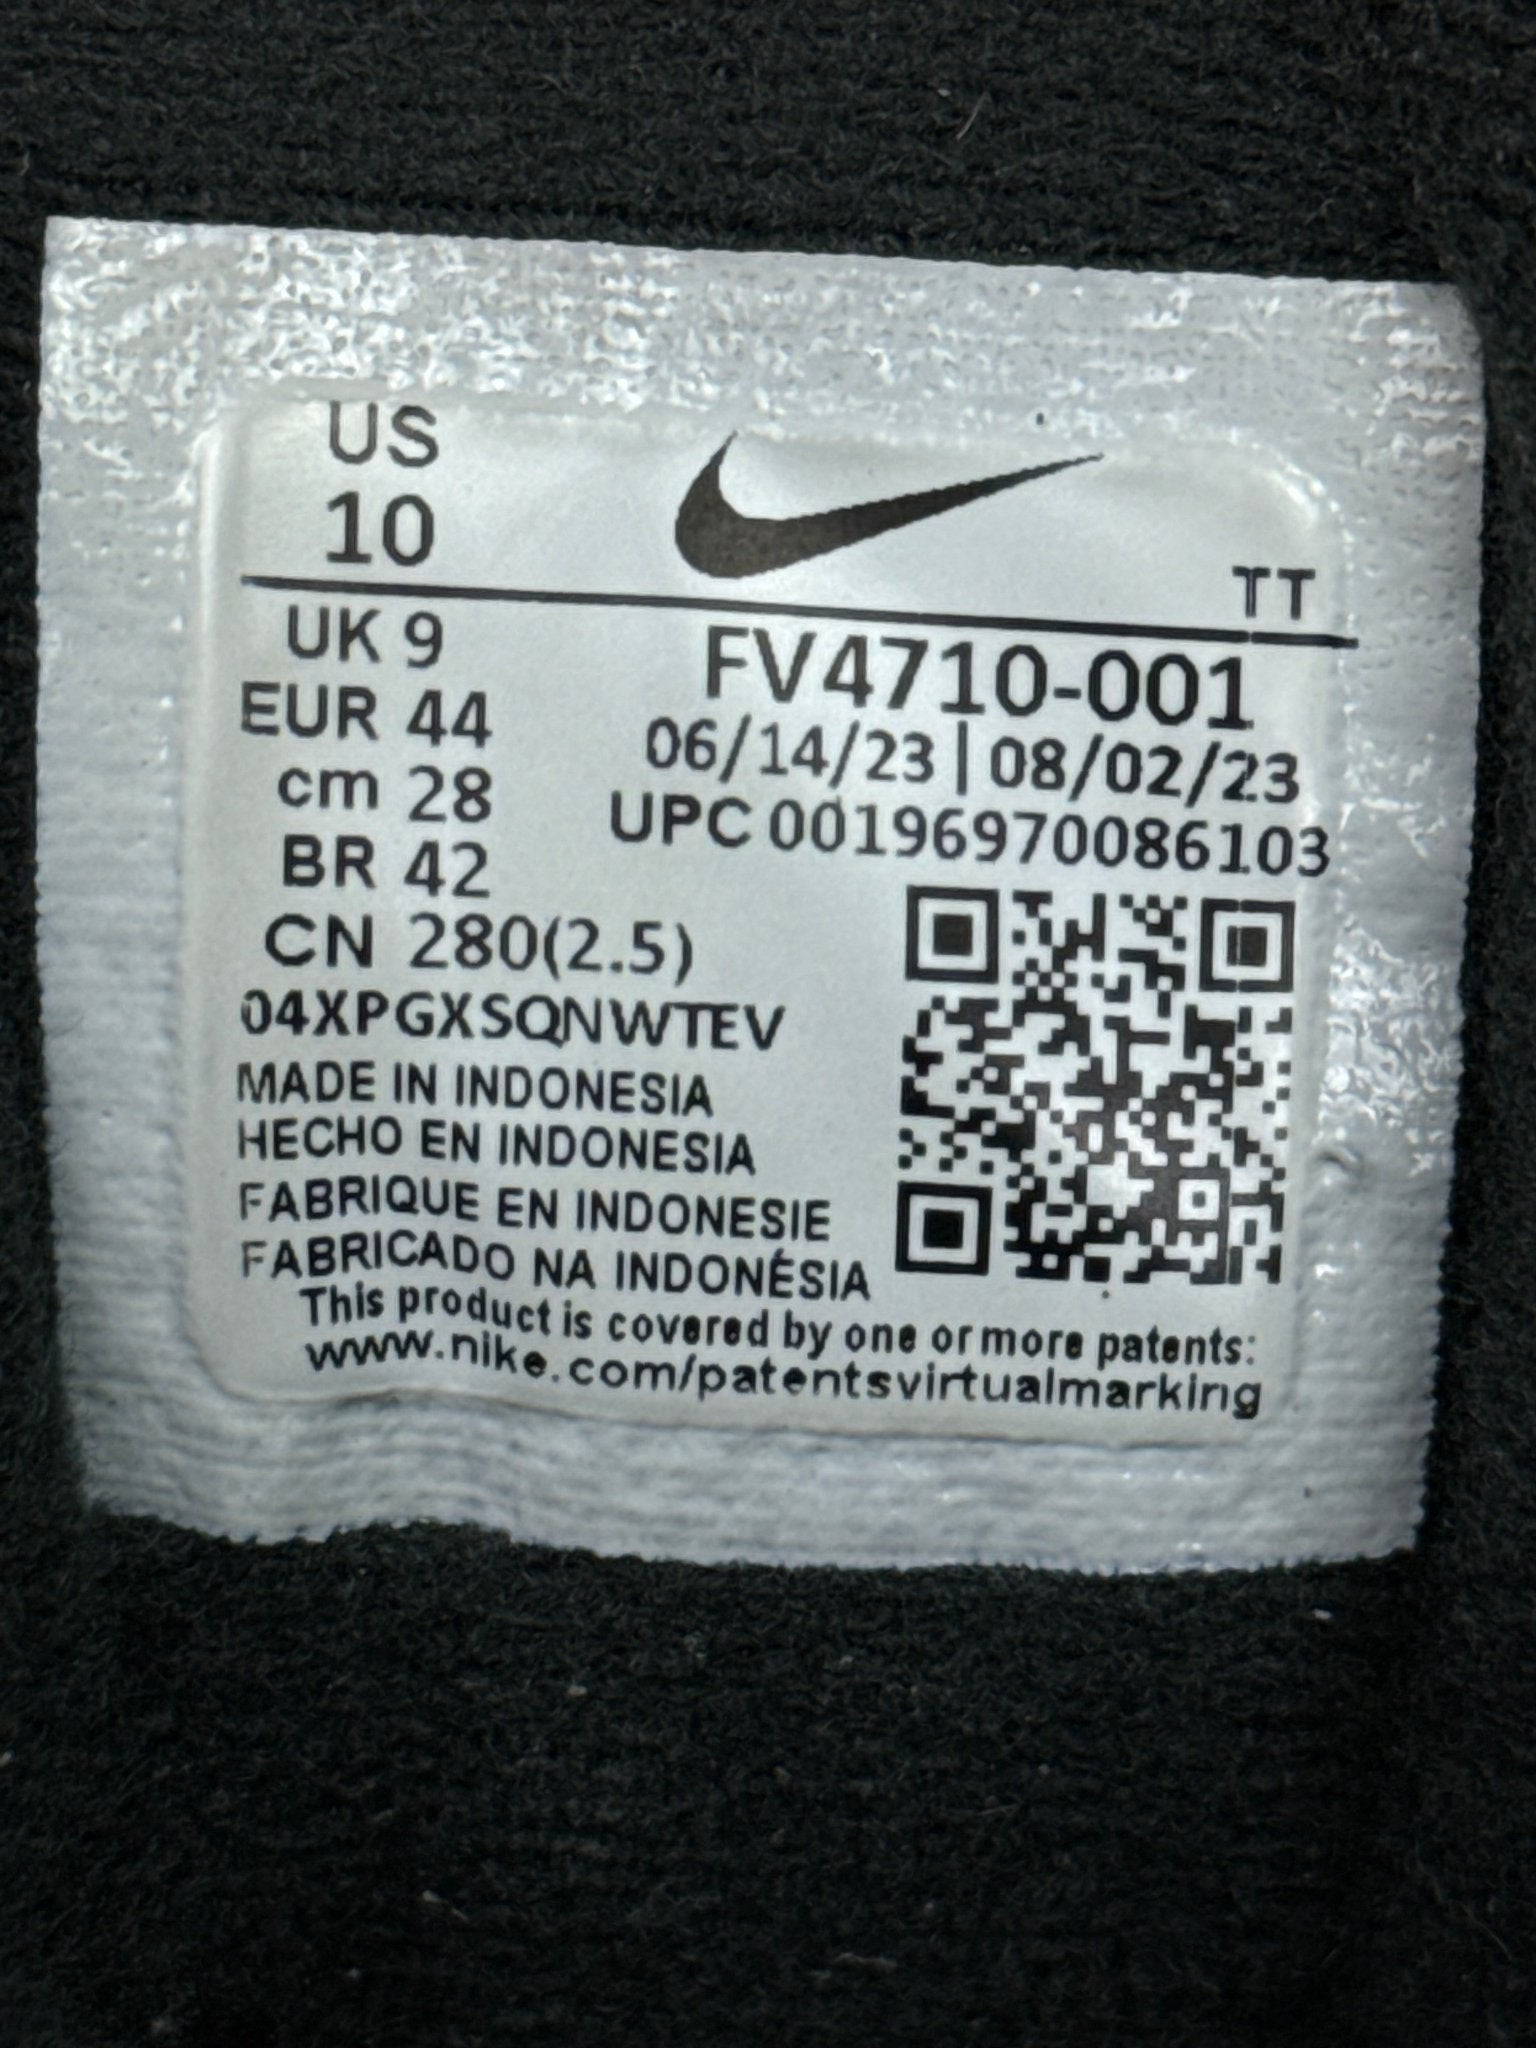 US
10
TT
UK 9
EUR 44
cm 28
BR 42
CN 280(2.5)
FV4710-001
06/14/23 | 08/02/23
UPC 00196970086103
04XPGXSQNWTEV
MADE IN INDONESIA
HECHO EN INDONESIA
FABRIQUE EN INDONESIE
FABRICADO NA INDONÉSIA
This product is covered by one or more patents:
www.nike.com/patentsvirtualmarking